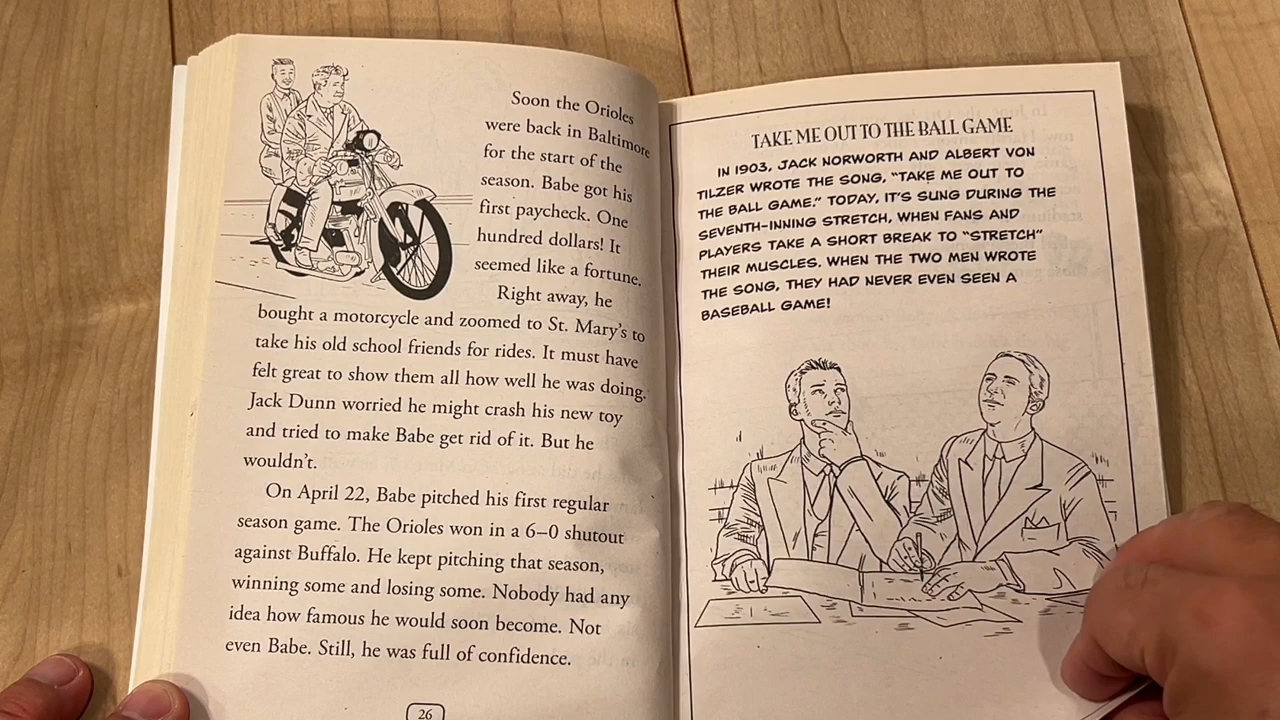 Soon the Orioles
were back in Baltimore
for the start of the
season. Babe got his
first paycheck. One
hundred dollars! It
seemed like a fortune.
Right away, he
bought a motorcycle and zoomed to St. Mary's to
take his old school friends for rides. It must have
felt great to show them all how well he was doing.
Jack Dunn worried he might crash his new toy
and tried to make Babe get rid of it. But he
wouldn't.
On April 22, Babe pitched his first regular
season game. The Orioles won in a 6–0 shutout
against Buffalo. He kept pitching that season,
winning some and losing some. Nobody had any
idea how famous he would soon become. Not
even Babe. Still, he was full of confidence.
26
TAKE ME OUT TO THE BALL GAME
IN 1903, JACK NORWORTH AND ALBERT VON
TILZER WROTE THE SONG, "TAKE ME OUT TO
THE BALL GAME." TODAY, IT'S SUNG DURING THE
SEVENTH-INNING STRETCH, WHEN FANS AND
PLAYERS TAKE A SHORT BREAK TO "STRETCH"
THEIR MUSCLES. WHEN THE TWO MEN WROTE
THE SONG, THEY HAD NEVER EVEN SEEN A
BASEBALL GAME!